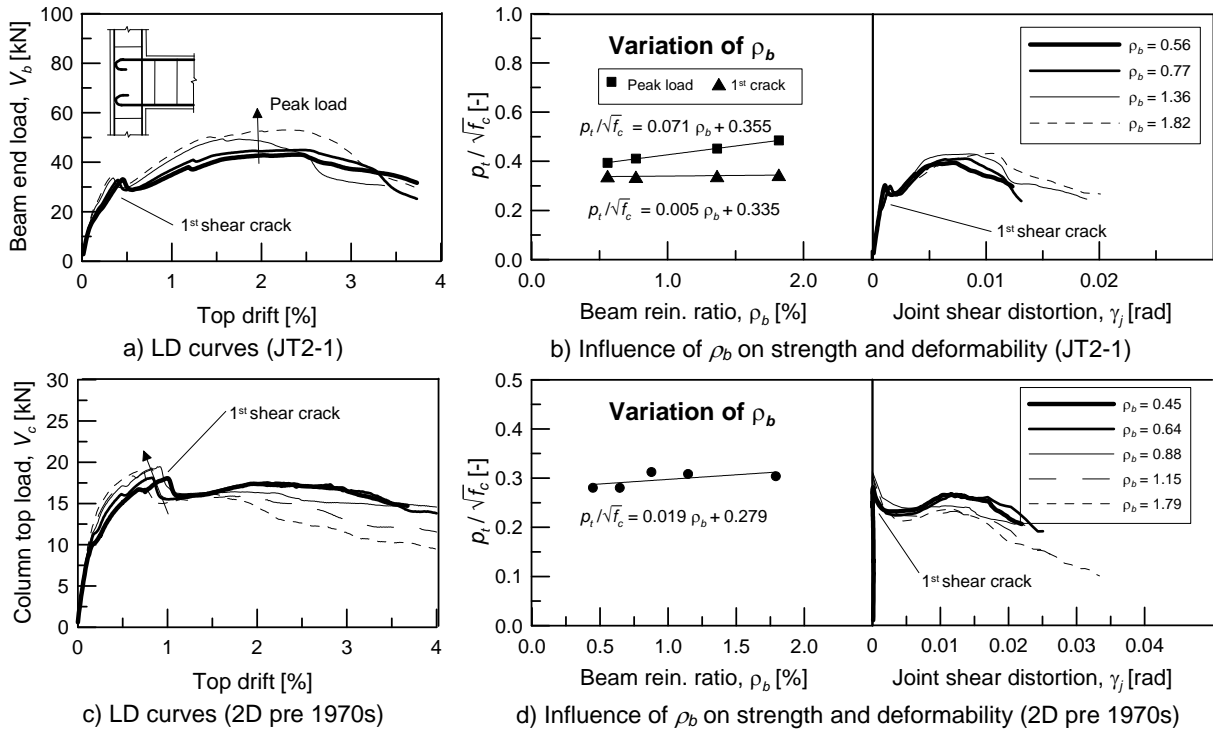 100
80
60
40
20
0
Beam end load, V_b [kN]
Peak load
1st shear crack
0 1 2 3 4
Top drift [%]
a) LD curves (JT2-1)
1.0
0.8
0.6
0.4
0.2
0.0
p_t / √f_c [-]
Variation of ρ_b
Peak load 1st crack
p_t /√f_c = 0.071 ρ_b + 0.355
p_t /√f_c = 0.005 ρ_b + 0.335
0.0 1.0 2.0
Beam rein. ratio, ρ_b [%]
ρ_b = 0.56
ρ_b = 0.77
ρ_b = 1.36
ρ_b = 1.82
1st shear crack
0 0.01 0.02
Joint shear distortion, γ_j [rad]
b) Influence of ρ_b on strength and deformability (JT2-1)
30
25
20
15
10
5
0
Column top load, V_c [kN]
1st shear crack
0 1 2 3 4
Top drift [%]
c) LD curves (2D pre 1970s)
0.5
0.4
0.3
0.2
0.1
0.0
p_t / √f_c [-]
Variation of ρ_b
p_t /√f_c = 0.019 ρ_b + 0.279
0.0 0.5 1.0 1.5 2.0
Beam rein. ratio, ρ_b [%]
ρ_b = 0.45
ρ_b = 0.64
ρ_b = 0.88
ρ_b = 1.15
ρ_b = 1.79
1st shear crack
0 0.01 0.02 0.03 0.04
Joint shear distortion, γ_j [rad]
d) Influence of ρ_b on strength and deformability (2D pre 1970s)